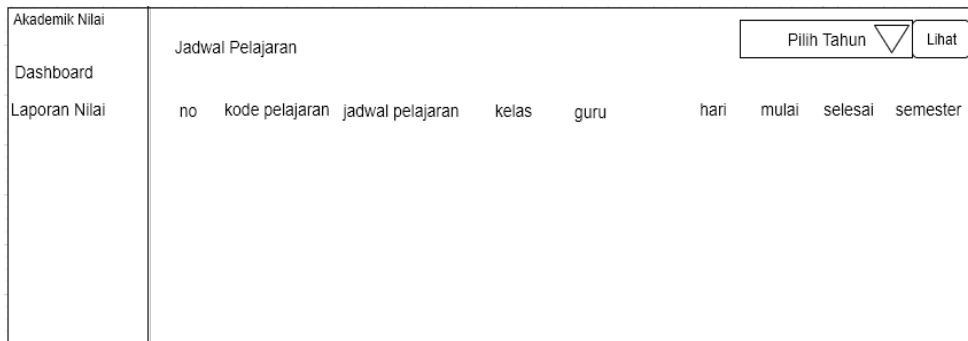 Akademik Nilai
Dashboard
Laporan Nilai
Jadwal Pelajaran
Pilih Tahun
Lihat
no kode pelajaran jadwal pelajaran kelas guru hari mulai selesai semester